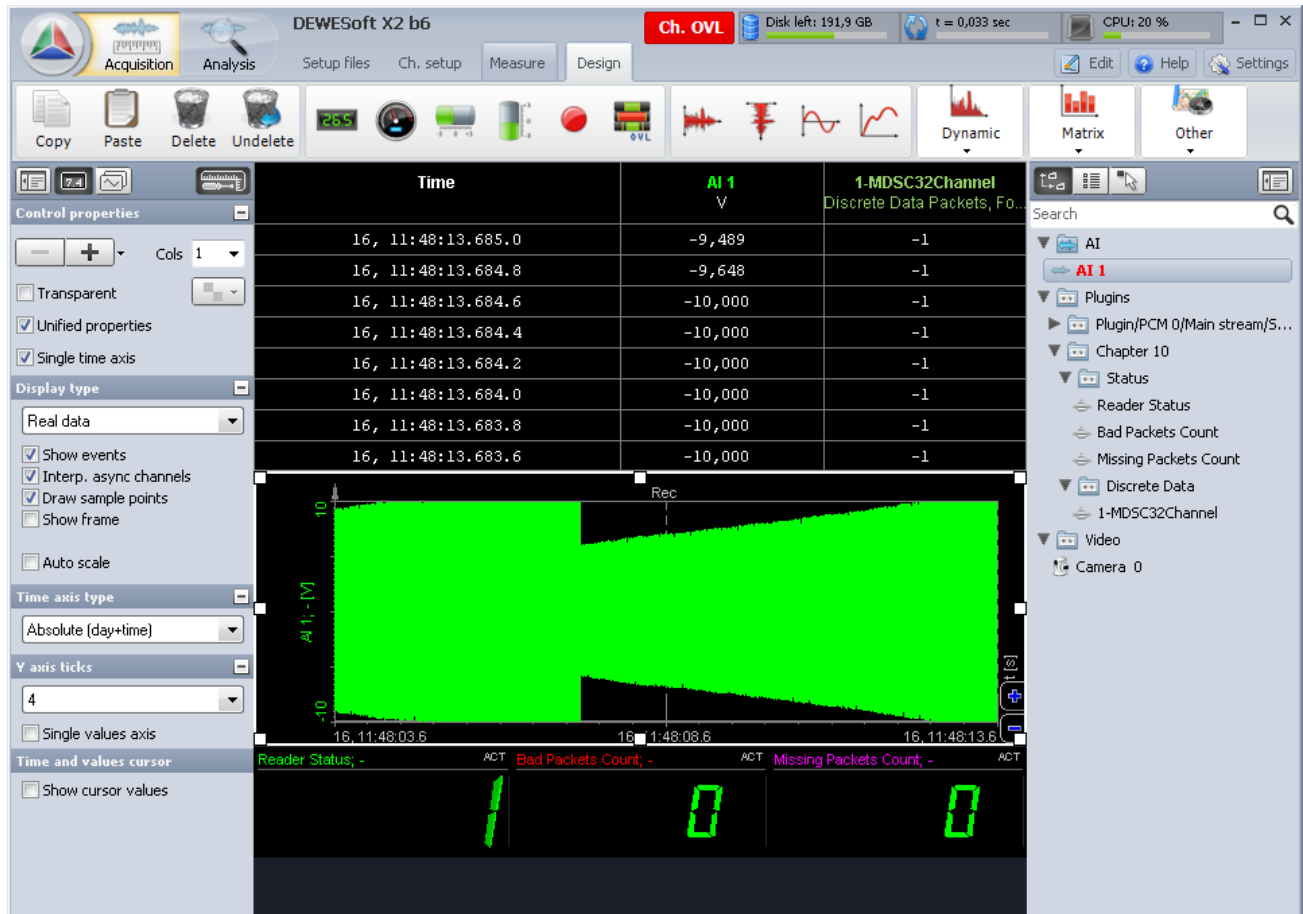 DEWESoft X2 b6
Ch. OVL
Disk left: 191,9 GB
t = 0,033 sec
CPU: 20 %
Acquisition
Analysis
Setup files
Ch. setup
Measure
Design
Edit
Help
Settings
Copy
Paste
Delete
Undelete
26.5
OVL
Dynamic
Matrix
Other
7.4
Control properties
Cols 1
Transparent
Unified properties
Single time axis
Display type
Real data
Show events
Interp. async channels
Draw sample points
Show frame
Auto scale
Time axis type
Absolute (day+time)
Y axis ticks
4
Single values axis
Time and values cursor
Show cursor values
Time AI 1 1-MDSC32Channel
V Discrete Data Packets, Fo...
16, 11:48:13.685.0 -9,489 -1
16, 11:48:13.684.8 -9,648 -1
16, 11:48:13.684.6 -10,000 -1
16, 11:48:13.684.4 -10,000 -1
16, 11:48:13.684.2 -10,000 -1
16, 11:48:13.684.0 -10,000 -1
16, 11:48:13.683.8 -10,000 -1
16, 11:48:13.683.6 -10,000 -1
Rec
10
AI 1; - [V]
-10
t [s]
16, 11:48:03.6
11:48:08.6
16, 11:48:13.6
Reader Status; - ACT
Bad Packets Count; - ACT
Missing Packets Count; - ACT
1
0
0
Search
AI
AI 1
Plugins
Plugin/PCM 0/Main stream/S...
Chapter 10
Status
Reader Status
Bad Packets Count
Missing Packets Count
Discrete Data
1-MDSC32Channel
Video
Camera 0